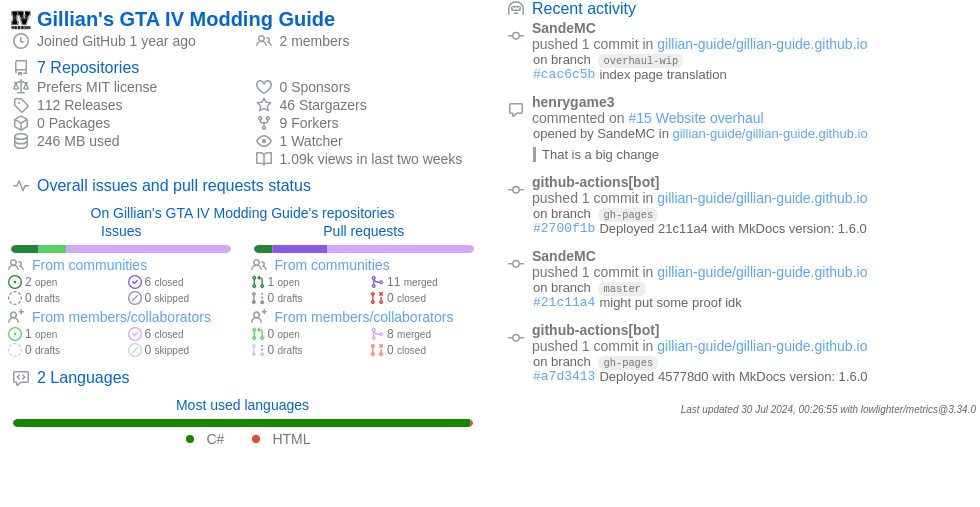 Gillian's GTA IV Modding Guide
Joined GitHub 1 year ago
2 members
7 Repositories
Prefers MIT license
112 Releases
0 Packages
246 MB used
0 Sponsors
46 Stargazers
9 Forkers
1 Watcher
1.09k views in last two weeks
Overall issues and pull requests status
On Gillian's GTA IV Modding Guide's repositories
Issues
From communities
2 open
6 closed
0 drafts
0 skipped
From members/collaborators
1 open
6 closed
0 drafts
0 skipped
Pull requests
From communities
1 open
11 merged
0 drafts
0 closed
From members/collaborators
0 open
8 merged
0 drafts
0 closed
2 Languages
Most used languages
C#
HTML
Recent activity
SandeMC
pushed 1 commit in gillian-guide/gillian-guide.github.io
on branch overhaul-wip
#cac6c5b index page translation
henrygame3
commented on #15 Website overhaul
opened by SandeMC in gillian-guide/gillian-guide.github.io
That is a big change
github-actions[bot]
pushed 1 commit in gillian-guide/gillian-guide.github.io
on branch gh-pages
#2700f1b Deployed 21c11a4 with MkDocs version: 1.6.0
SandeMC
pushed 1 commit in gillian-guide/gillian-guide.github.io
on branch master
#21c11a4 might put some proof idk
github-actions[bot]
pushed 1 commit in gillian-guide/gillian-guide.github.io
on branch gh-pages
#a7d3413 Deployed 45778d0 with MkDocs version: 1.6.0
Last updated 30 Jul 2024, 00:26:55 with lowlighter/metrics@3.34.0